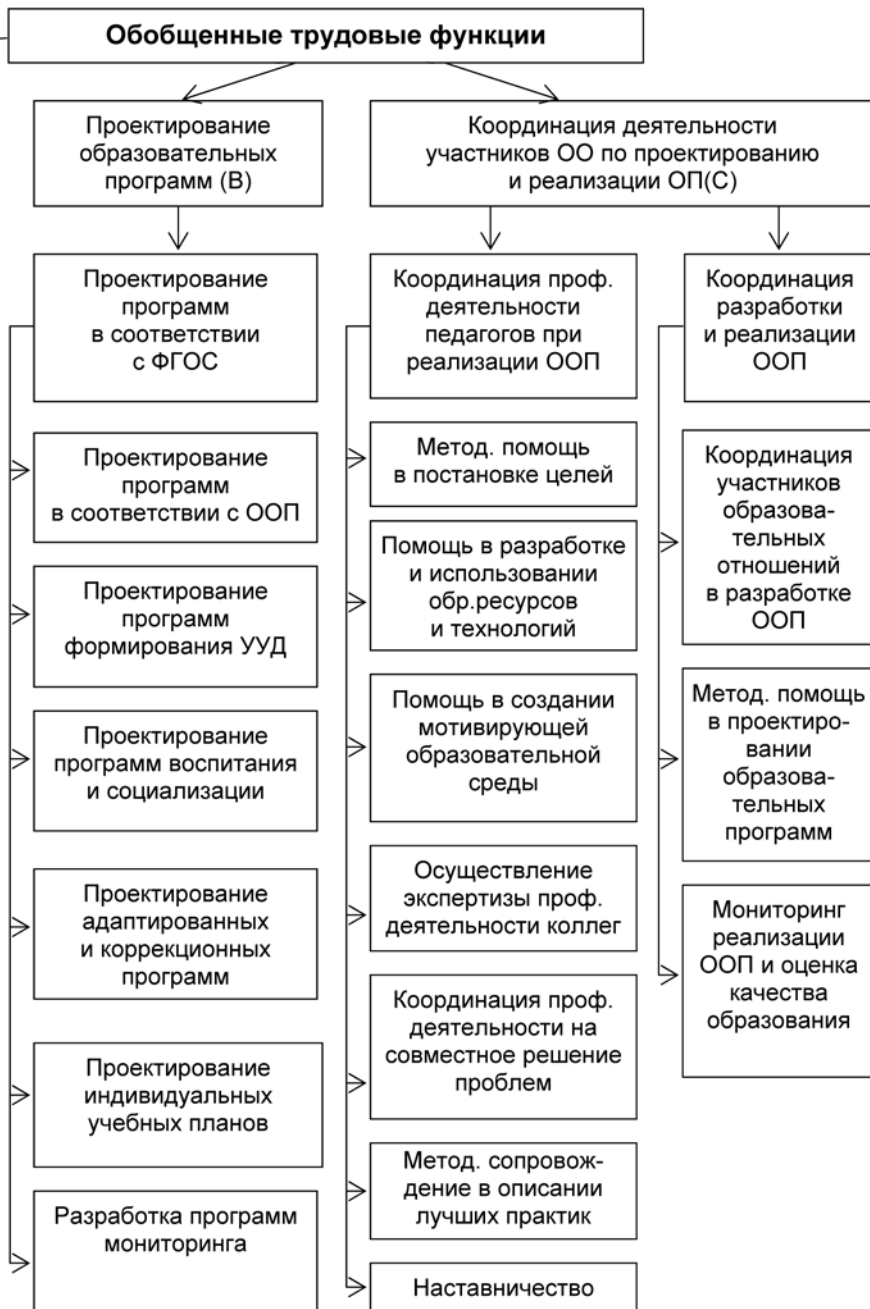 Обобщенные трудовые функции
Проектирование
образовательных
программ (В)
Координация деятельности
участников ОО по проектированию
и реализации ОП(С)
Проектирование
программ
в соответствии
с ФГОС
Проектирование
программ
в соответствии с ООП
Проектирование
программ
формирования УУД
Проектирование
программ воспитания
и социализации
Проектирование
адаптированных
и коррекционных
программ
Проектирование
индивидуальных
учебных планов
Разработка программ
мониторинга
Координация проф.
деятельности
педагогов при
реализации ООП
Метод. помощь
в постановке целей
Помощь в разработке
и использовании
обр.ресурсов
и технологий
Помощь в создании
мотивирующей
образовательной
среды
Осуществление
экспертизы проф.
деятельности коллег
Координация проф.
деятельности на
совместное решение
проблем
Метод. сопровож-
дение в описании
лучших практик
Наставничество
Координация
разработки
и реализации
ООП
Координация
участников
образова-
тельных
отношений
в разработке
ООП
Метод. помощь
в проектиро-
вании
образова-
тельных
программ
Мониторинг
реализации
ООП и оценка
качества
образования